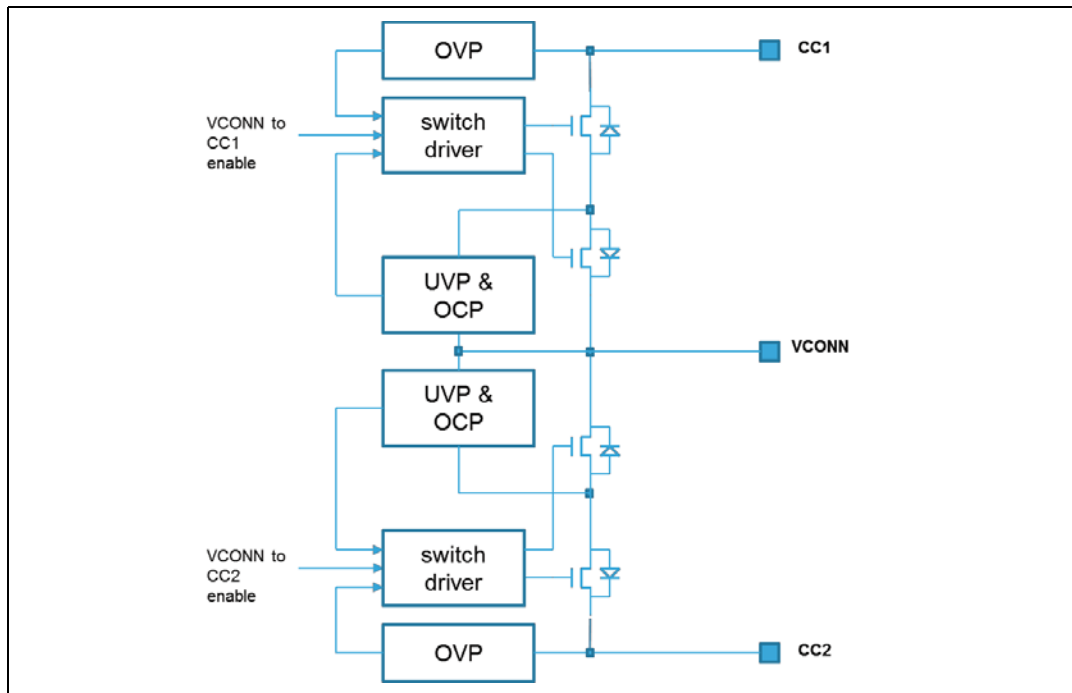 OVP
CC1
VCONN to
CC1
enable
switch
driver
UVP &
OCP
VCONN
UVP &
OCP
VCONN to
CC2
enable
switch
driver
OVP
CC2